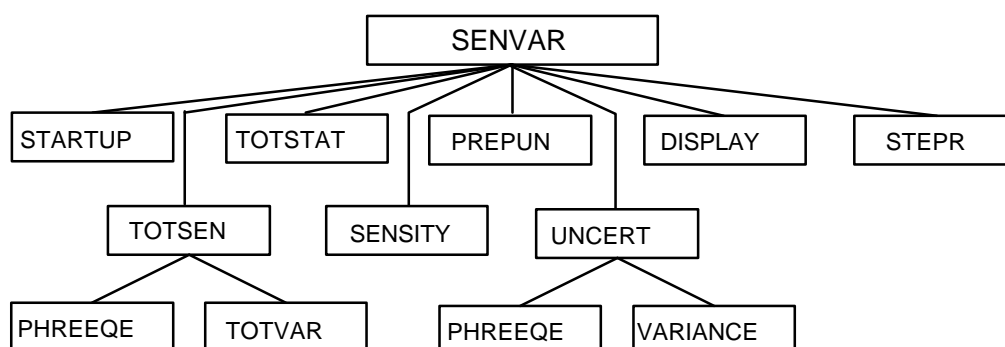 SENVAR
STARTUP
TOTSTAT
PREPUN
DISPLAY
STEPR
TOTSEN
SENSITY
UNCERT
PHREEQE
TOTVAR
PHREEQE
VARIANCE